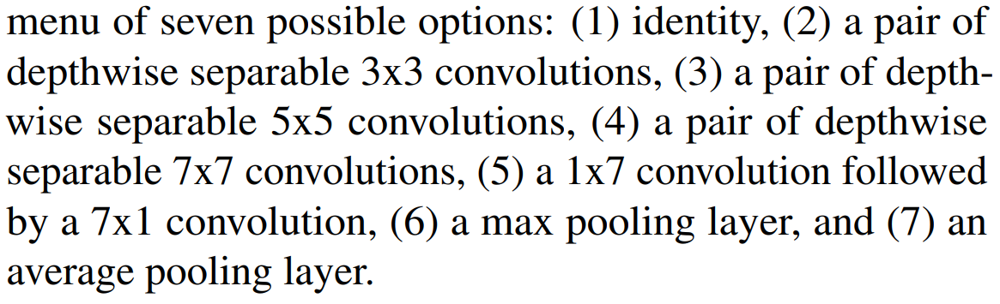 menu of seven possible options: (1) identity, (2) a pair of
depthwise separable 3x3 convolutions, (3) a pair of depth-
wise separable 5x5 convolutions, (4) a pair of depthwise
separable 7x7 convolutions, (5) a 1x7 convolution followed
by a 7x1 convolution, (6) a max pooling layer, and (7) an
average pooling layer.